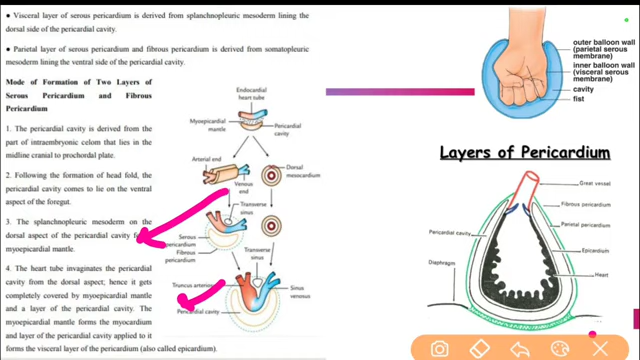 • Visceral layer of serous pericardium is derived from splanchnopleuric mesoderm lining the
dorsal side of the pericardial cavity.
• Parietal layer of serous pericardium and fibrous pericardium is derived from somatopleuric
mesoderm lining the ventral side of the pericardial cavity.
Mode of Formation of Two Layers of
Serous Pericardium and Fibrous
Pericardium
1. The pericardial cavity is derived from the
part of intraembryonic celom that lies in the
midline cranial to prochordal plate.
2. Following the formation of head fold, the
pericardial cavity comes to lie on the ventral
aspect of the foregut.
3. The splanchnopleuric mesoderm on the
dorsal aspect of the pericardial cavity
myoepicardial mantle.
4. The heart tube invaginates the pericardial
cavity from the dorsal aspect; hence it gets
completely covered by myoepicardial mantle
and a layer of the pericardial cavity. The
myoepicardial mantle forms the myocardium
and layer of the pericardial cavity applied to it
forms the visceral layer of the pericardium (also called epicardium).
Endocardial
heart tube
Myoepicardial
mantle
Pericardial
cavity
Arterial end
Dorsal
mesocardium
Venous
end
Transverse
sinus
Serous
pericardium
Fibrous
pericardium
Transverse
sinus
Truncus arteriosus
Sinus
venosus
Pericardial cavity
outer balloon wall
(parietal serous
membrane)
inner balloon wall
(visceral serous
membrane)
cavity
fist
Layers of Pericardium
Great vessel
Fibrous pericardium
Parietal pericardium
Pericardial cavity
Epicardium
Diaphragm
Heart